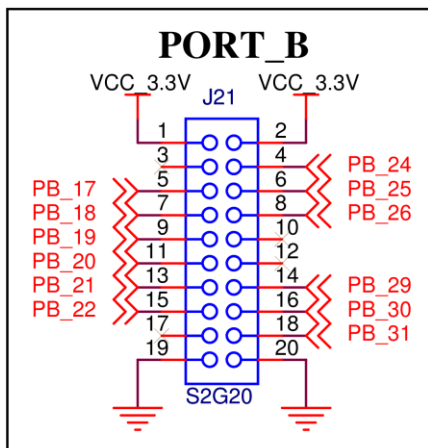 PORT_B
VCC_3.3V VCC_3.3V
J21
1 2
3 4 PB_24
PB_17 5 6 PB_25
PB_18 7 8 PB_26
PB_19 9 10
PB_20 11 12
PB_21 13 14 PB_29
PB_22 15 16 PB_30
17 18 PB_31
19 20
S2G20